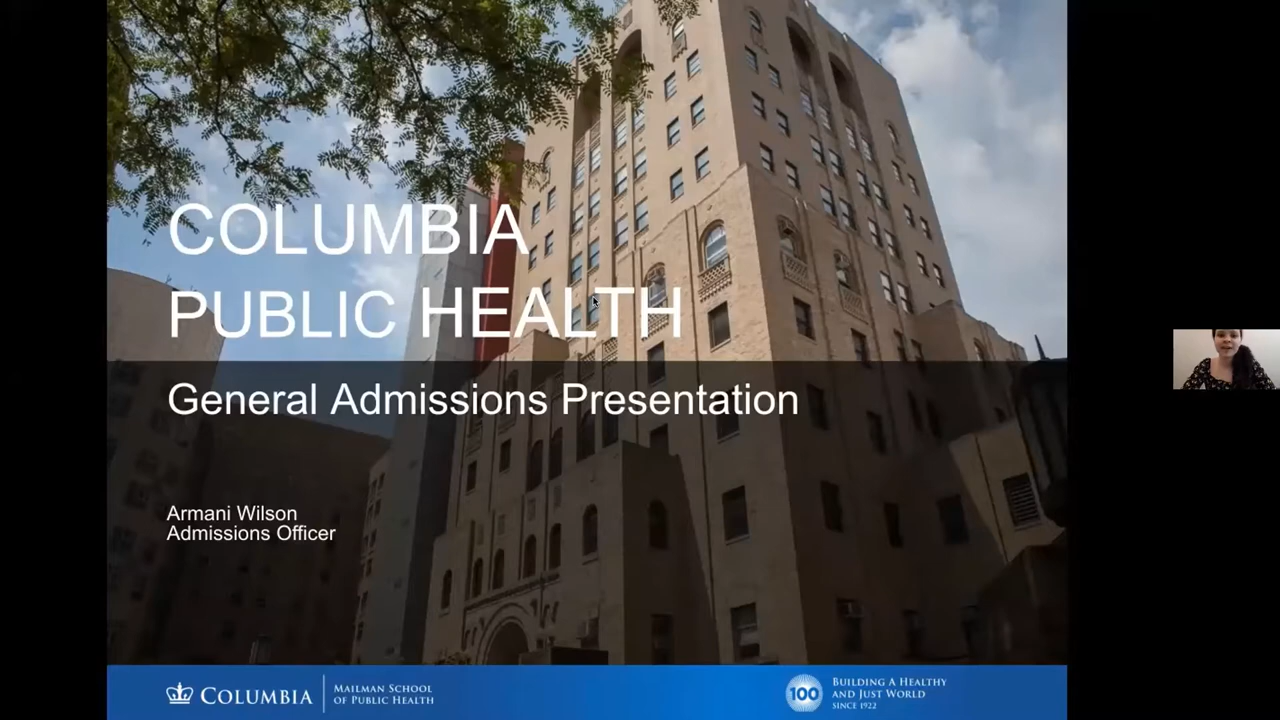 COLUMBIA
PUBLIC HEALTH
General Admissions Presentation
Armani Wilson
Admissions Officer
COLUMBIA
MAILMAN SCHOOL
OF PUBLIC HEALTH
100
BUILDING A HEALTHY
AND JUST WORLD
SINCE 1922